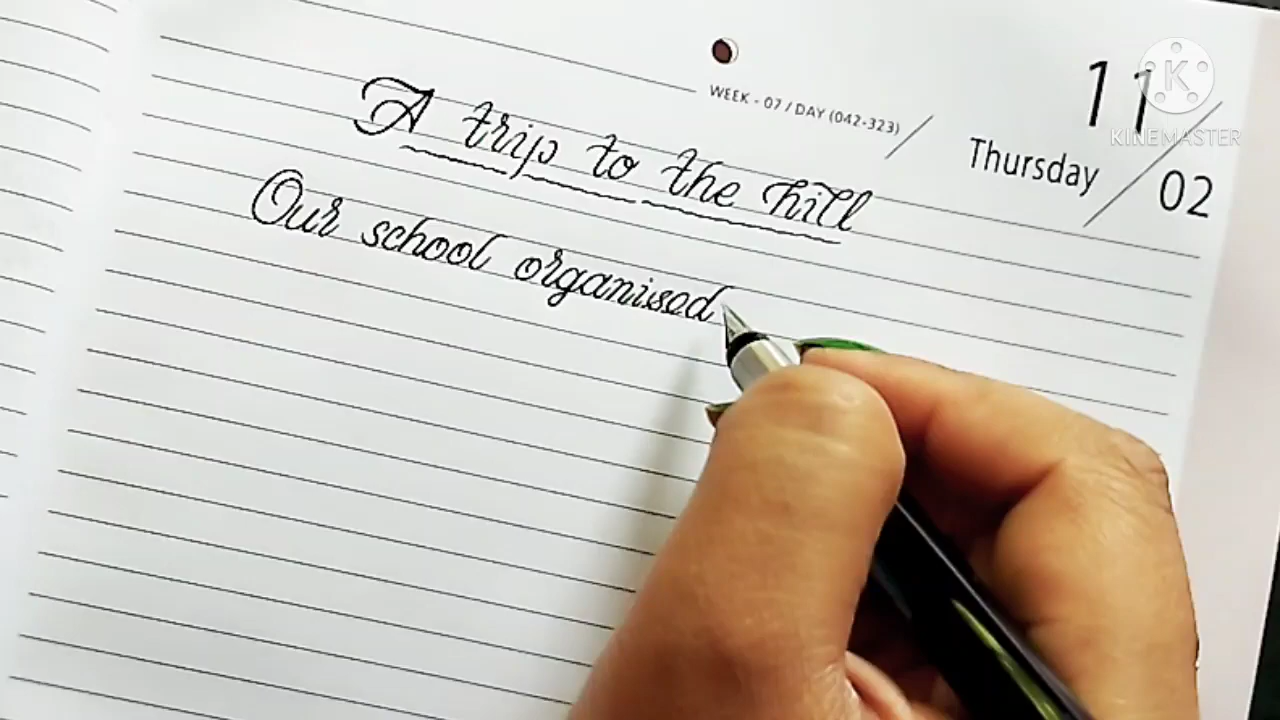 11
WEEK - 07 / DAY (042-323)
Thursday
02
KINEMASTER
A trip to the hill
Our school organised